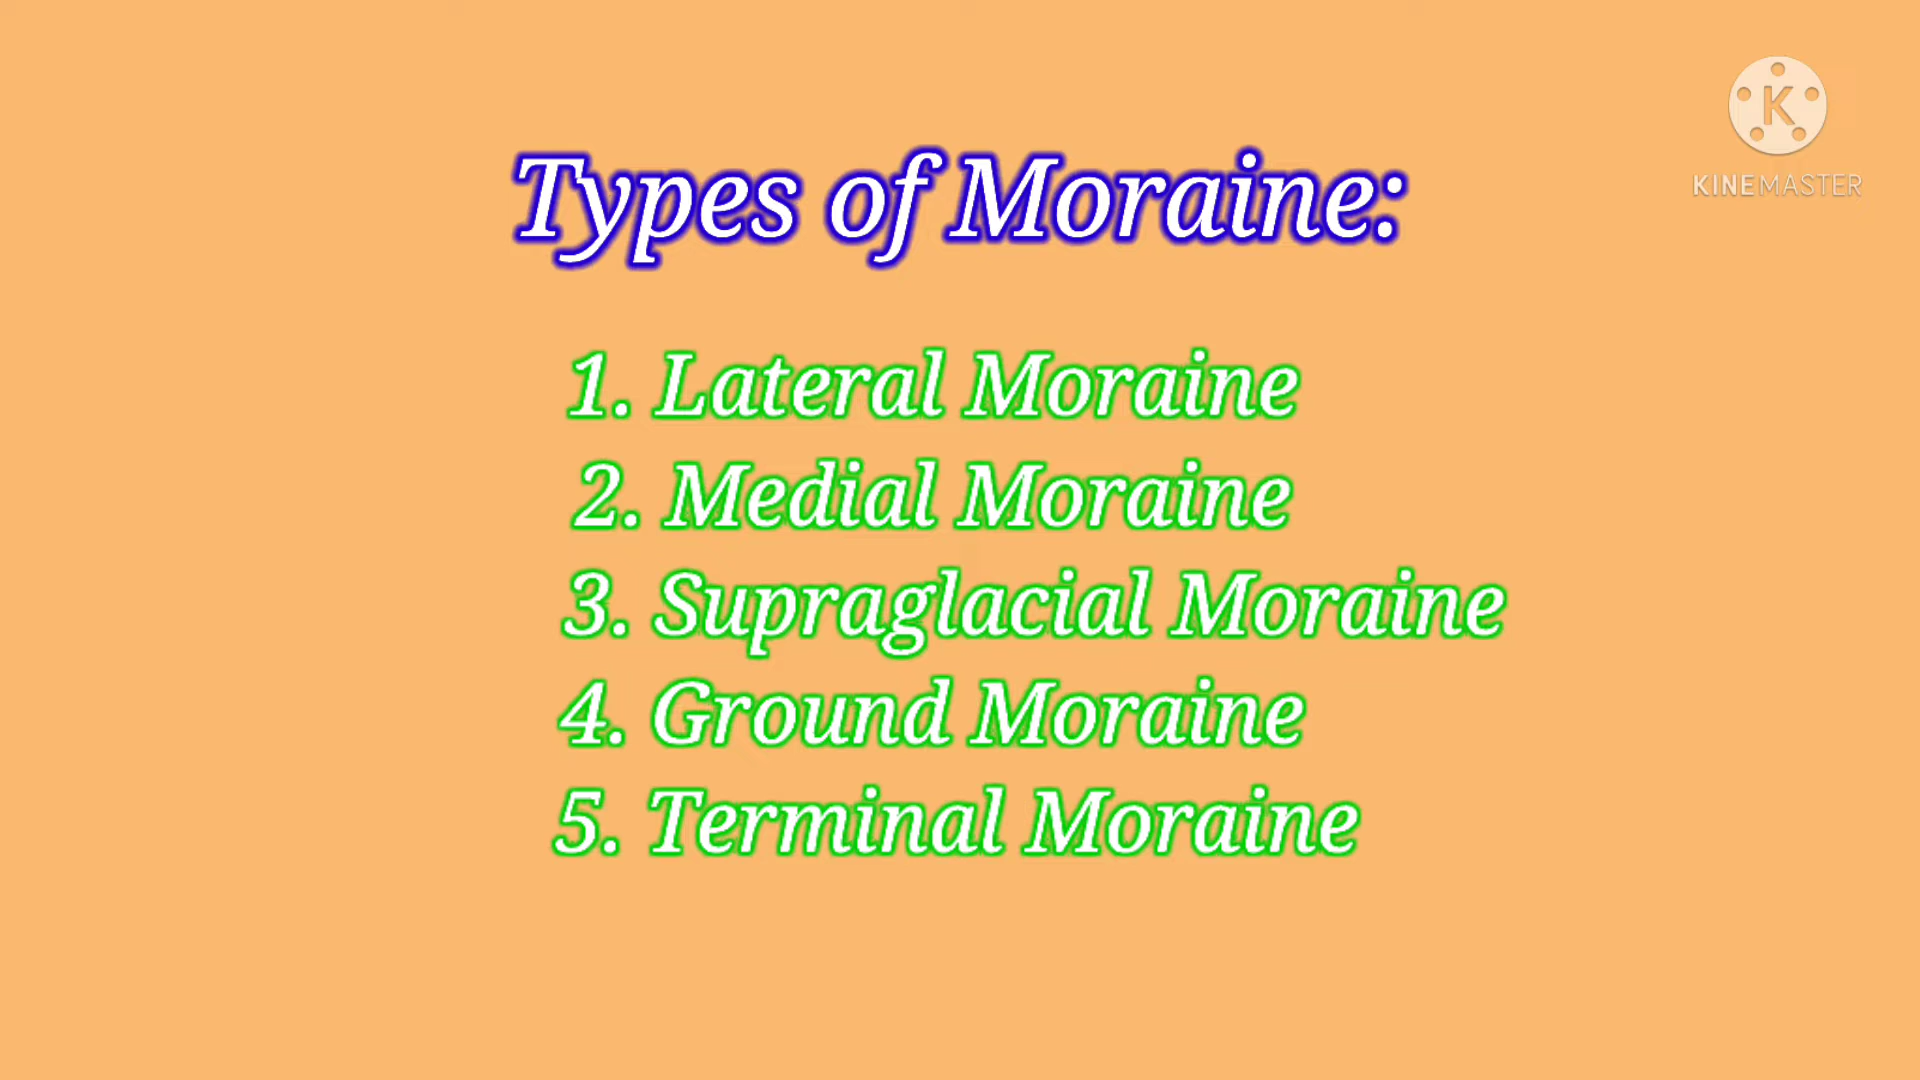 K
KINEMASTER
Types of Moraine:
1. Lateral Moraine
2. Medial Moraine
3. Supraglacial Moraine
4. Ground Moraine
5. Terminal Moraine